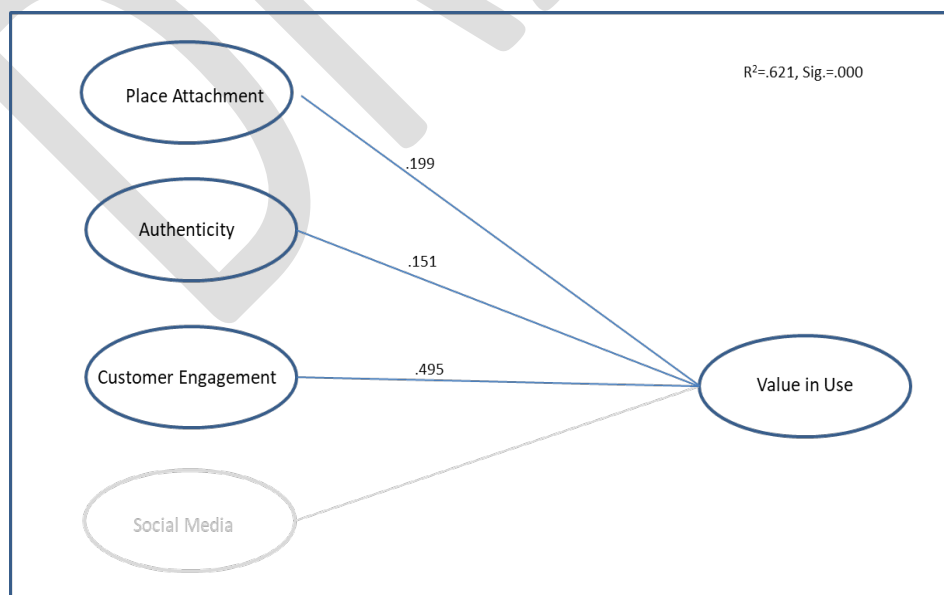 Place Attachment
R²=.621, Sig.=.000
.199
Authenticity
.151
Customer Engagement
.495
Value in Use
Social Media